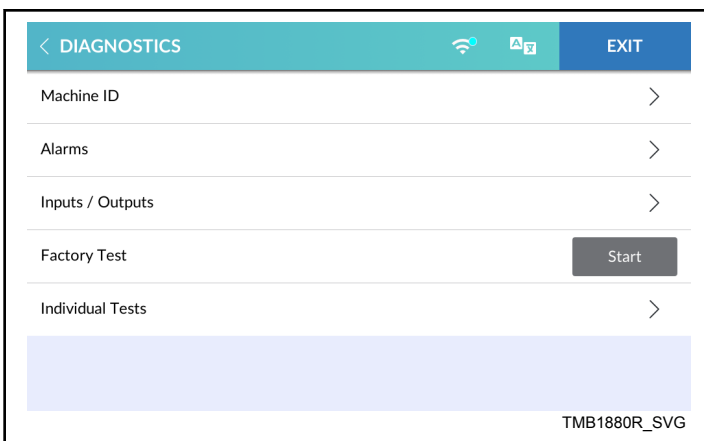 DIAGNOSTICS EXIT
Machine ID
Alarms
Inputs / Outputs
Factory Test Start
Individual Tests
TMB1880R_SVG